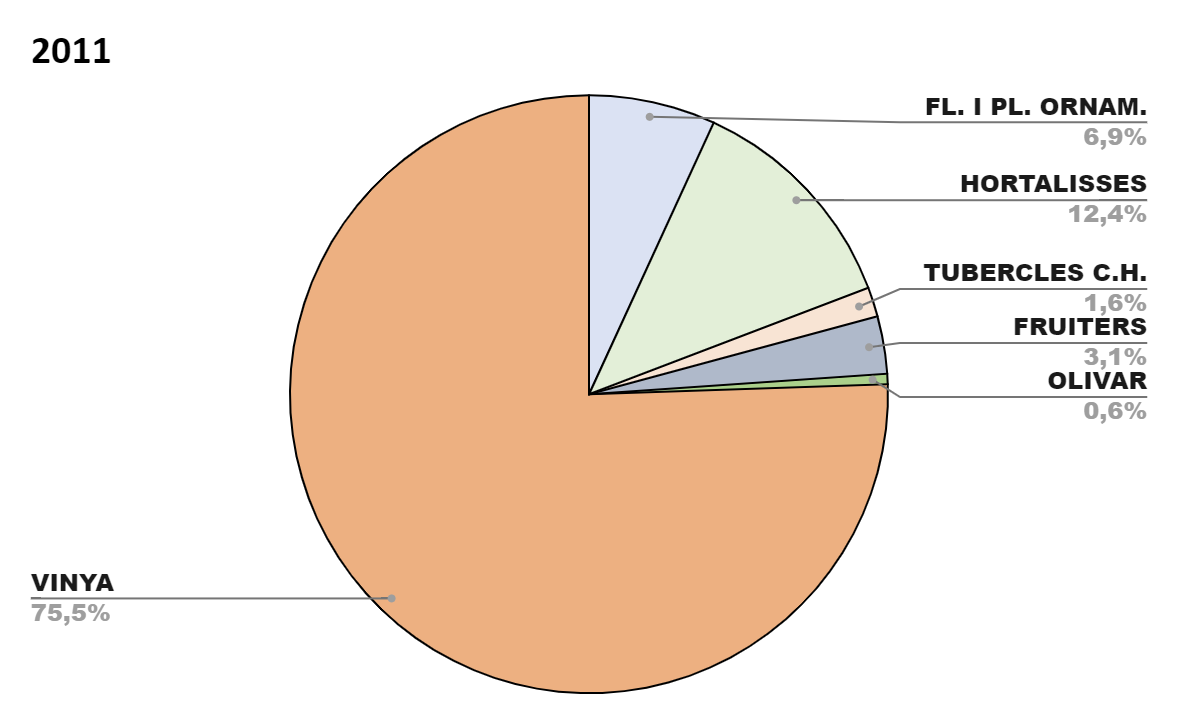 2011
FL. I PL. ORNAM.
6,9%
HORTALISSES
12,4%
TUBERCLES C.H.
1,6%
FRUITERS
3,1%
OLIVAR
0,6%
VINYA
75,5%